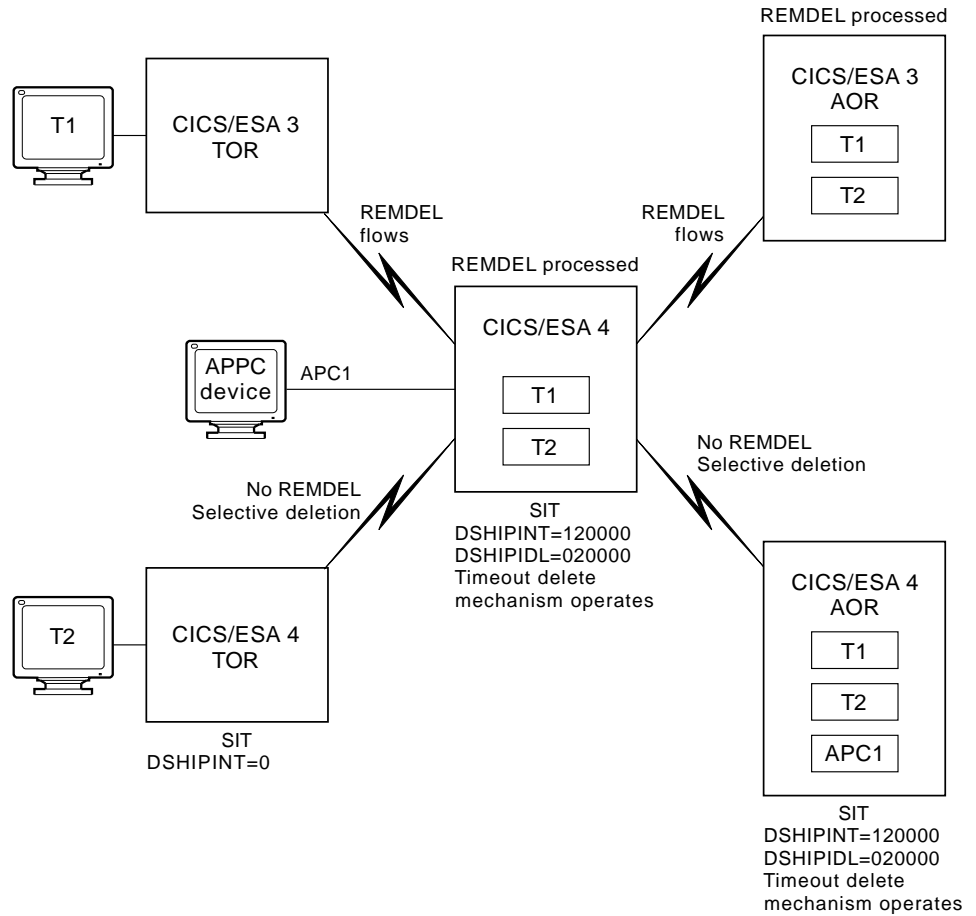 REMDEL processed
CICS/ESA 3
AOR
T1
T2
T1
CICS/ESA 3
TOR
REMDEL
flows
REMDEL
flows
REMDEL processed
CICS/ESA 4
T1
T2
APPC
device
APC1
No REMDEL
Selective deletion
No REMDEL
Selective deletion
SIT
DSHIPINT=120000
DSHIPIDL=020000
Timeout delete
mechanism operates
T2
CICS/ESA 4
TOR
SIT
DSHIPINT=0
CICS/ESA 4
AOR
T1
T2
APC1
SIT
DSHIPINT=120000
DSHIPIDL=020000
Timeout delete
mechanism operates